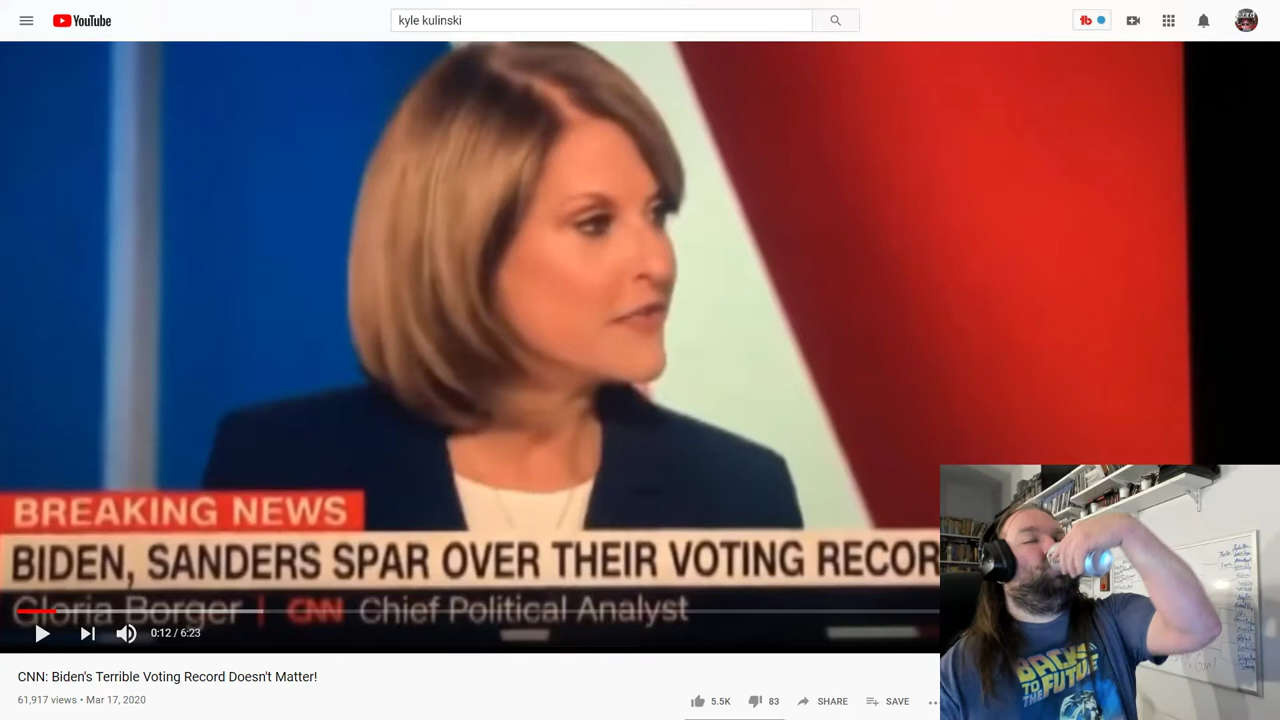 YouTube
kyle kulinski
BREAKING NEWS
BIDEN, SANDERS SPAR OVER THEIR VOTING RECOR
Gloria Borger | CNN Chief Political Analyst
0:12 / 6:23
CNN: Biden's Terrible Voting Record Doesn't Matter!
61,917 views • Mar 17, 2020
5.5K
83
SHARE
SAVE
BACK
TO THE
FUTURE